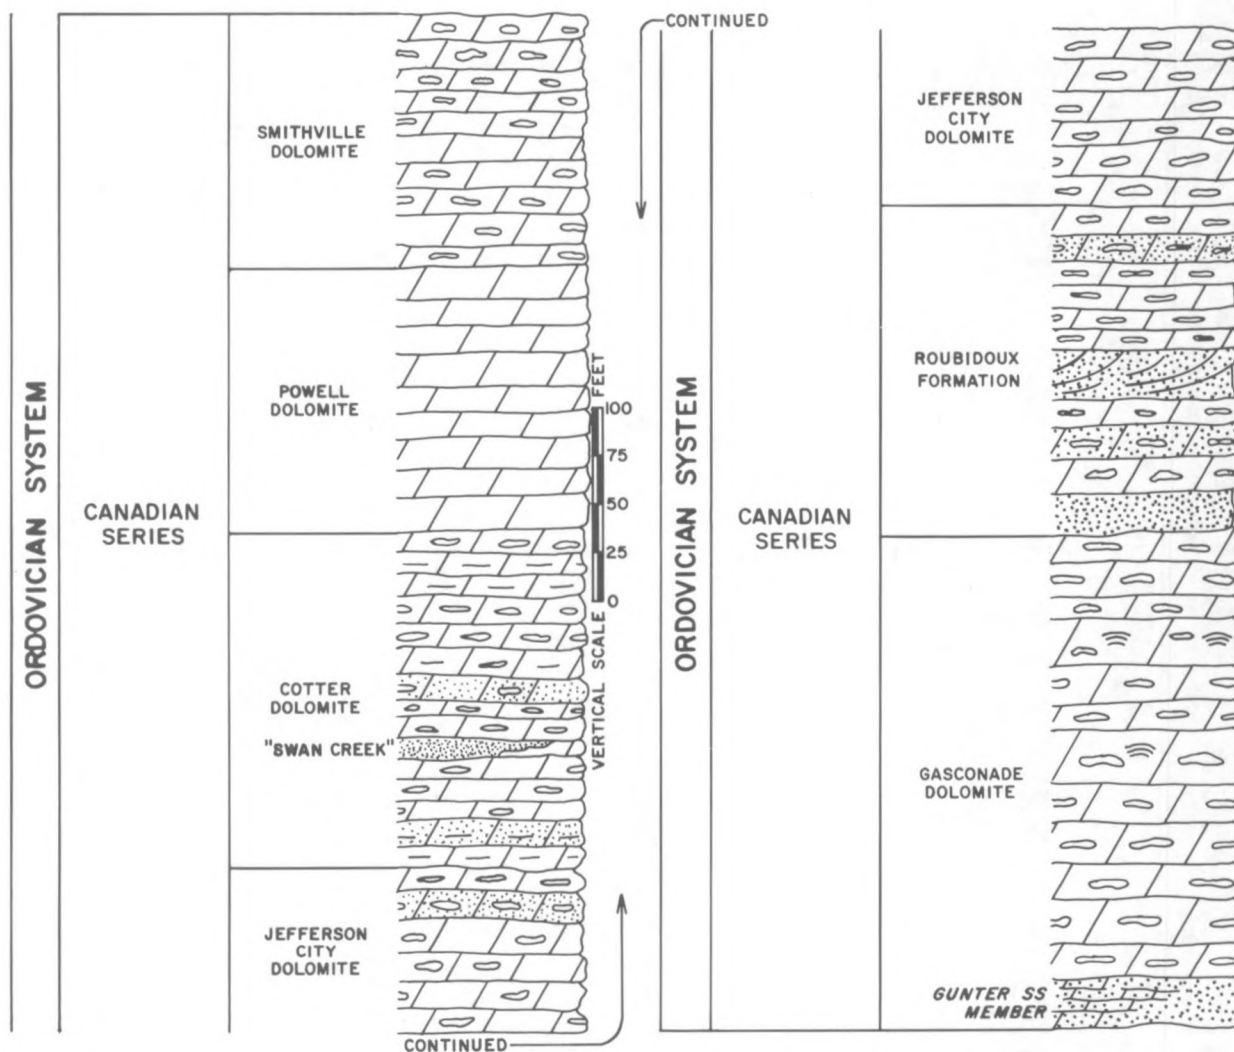 ORDOVICIAN SYSTEM
CANADIAN
SERIES
SMITHVILLE
DOLOMITE
POWELL
DOLOMITE
COTTER
DOLOMITE
"SWAN CREEK"
JEFFERSON
CITY
DOLOMITE
CONTINUED
VERTICAL SCALE FEET
100
75
50
25
0
CONTINUED
ORDOVICIAN SYSTEM
CANADIAN
SERIES
JEFFERSON
CITY
DOLOMITE
ROUBIDOUX
FORMATION
GASCONADE
DOLOMITE
GUNTER SS
MEMBER